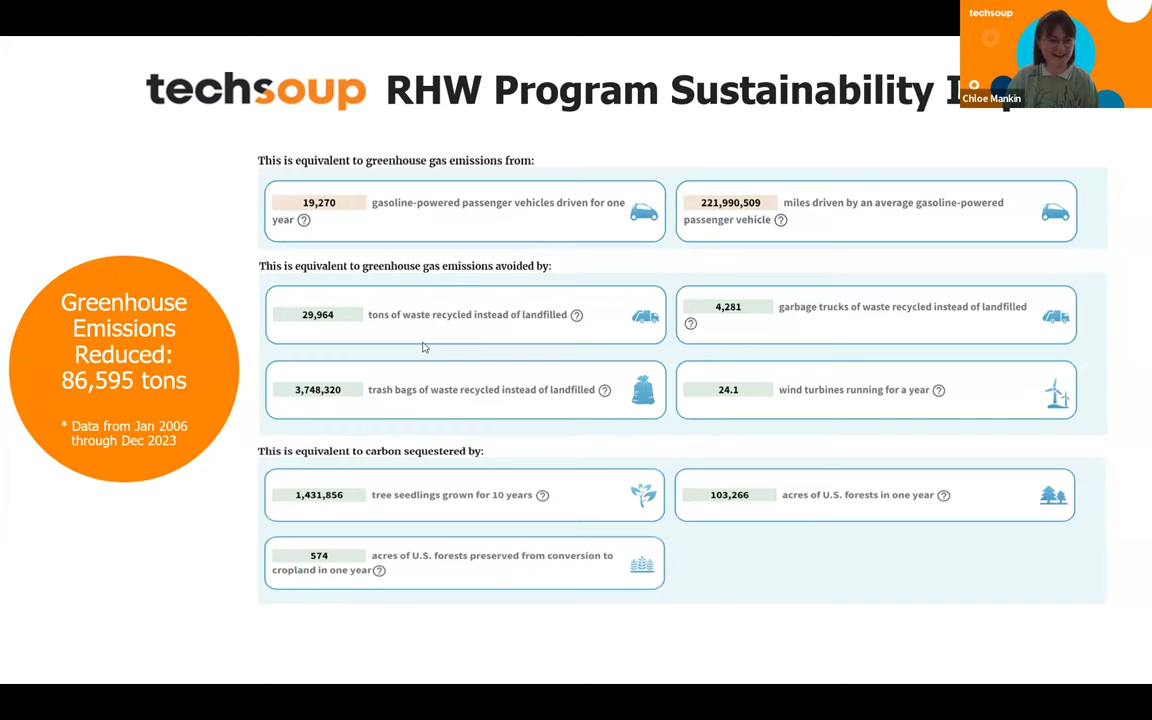 techsoup
Chloe Mankin
techsoup RHW Program Sustainability
This is equivalent to greenhouse gas emissions from:
19,270 gasoline-powered passenger vehicles driven for one
year ?
221,990,509 miles driven by an average gasoline-powered
passenger vehicle ?
This is equivalent to greenhouse gas emissions avoided by:
29,964 tons of waste recycled instead of landfilled ?
4,281 garbage trucks of waste recycled instead of landfilled
?
3,748,320 trash bags of waste recycled instead of landfilled ?
24.1 wind turbines running for a year ?
This is equivalent to carbon sequestered by:
1,431,856 tree seedlings grown for 10 years ?
103,266 acres of U.S. forests in one year ?
574 acres of U.S. forests preserved from conversion to
cropland in one year ?
Greenhouse
Emissions
Reduced:
86,595 tons
* Data from Jan 2006
through Dec 2023